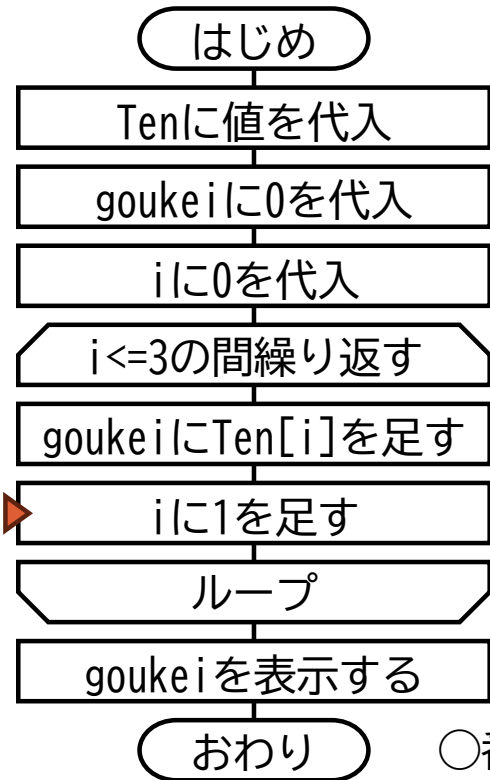 はじめ
Tenに値を代入
goukeiに0を代入
iに0を代入
i<=3の間繰り返す
goukeiにTen[i]を足す
iに1を足す
ループ
goukeiを表示する
おわり